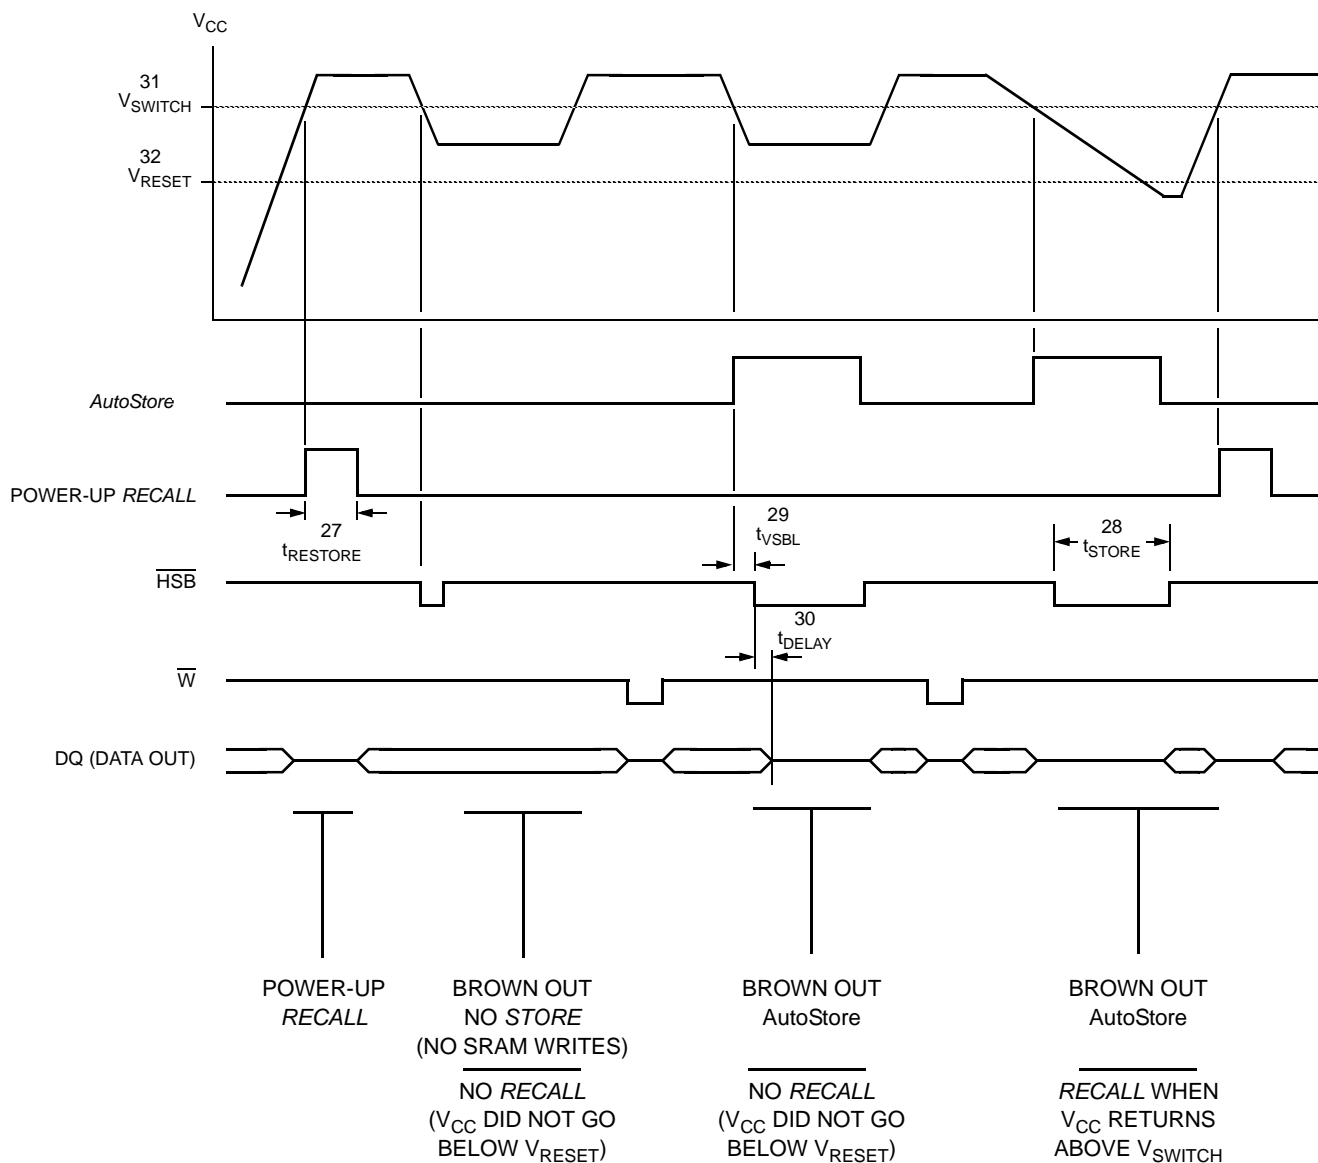 VCC
31
VSWITCH
32
VRESET
AutoStore
POWER-UP RECALL
27
tRESTORE
29
tVSBL
28
tSTORE
HSB
30
tDELAY
W
DQ (DATA OUT)
POWER-UP
RECALL
BROWN OUT
NO STORE
(NO SRAM WRITES)
NO RECALL
(VCC DID NOT GO
BELOW VRESET)
BROWN OUT
AutoStore
NO RECALL
(VCC DID NOT GO
BELOW VRESET)
BROWN OUT
AutoStore
RECALL WHEN
VCC RETURNS
ABOVE VSWITCH